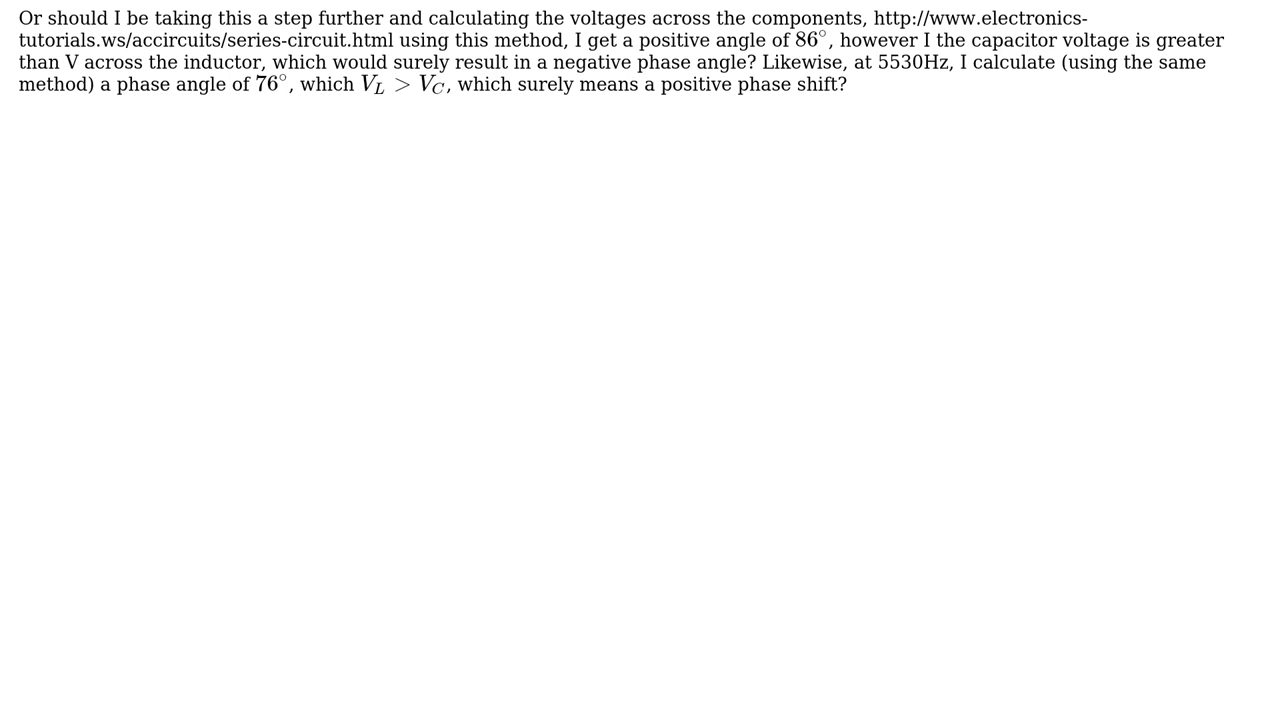 Or should I be taking this a step further and calculating the voltages across the components, http://www.electronics-
tutorials.ws/accircuits/series-circuit.html using this method, I get a positive angle of 86°, however I the capacitor voltage is greater
than V across the inductor, which would surely result in a negative phase angle? Likewise, at 5530Hz, I calculate (using the same
method) a phase angle of 76°, which $V_L > V_C$, which surely means a positive phase shift?